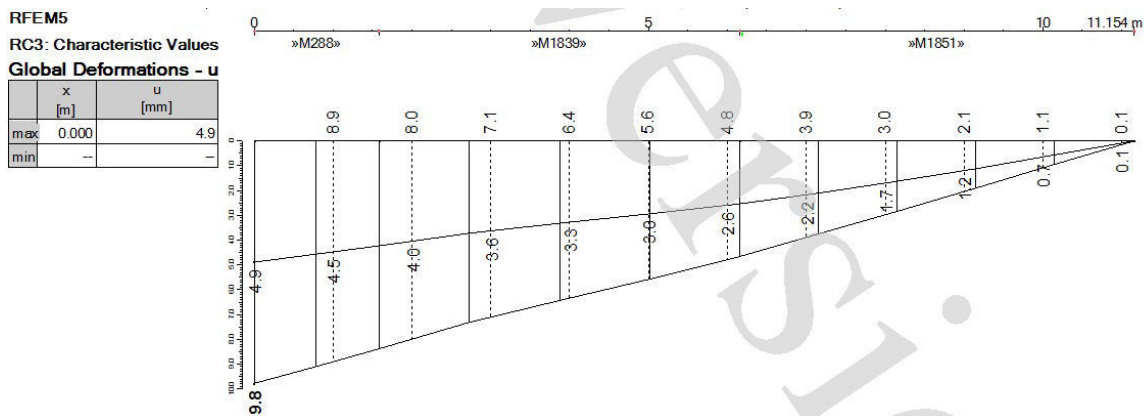 RFEM5
RC3: Characteristic Values
Global Deformations - u
x u
[m] [mm]
max 0.000 4.9
min -- –
0 5 10 11.154 m
»M288» »M1839» »M1851»
8.9 8.0 7.1 6.4 5.6 4.8 3.9 3.0 2.1 1.1 0.1
4.9 4.5 4.0 3.6 3.3 3.0 2.6 2.2 1.7 1.2 0.7 0.1
9.8
versio